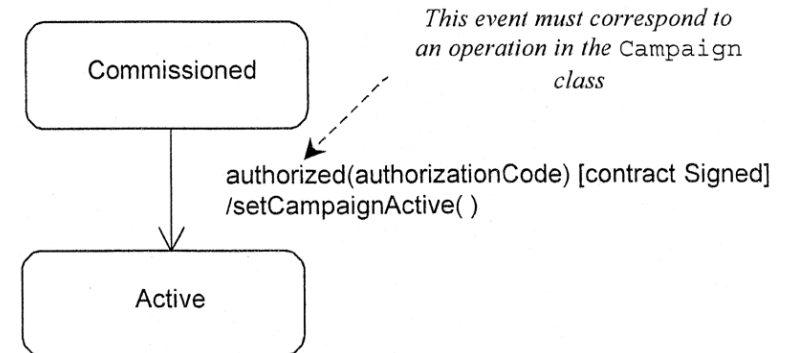 This event must correspond to
an operation in the Campaign
class
Commissioned
authorized(authorizationCode) [contract Signed]
/setCampaignActive( )
Active